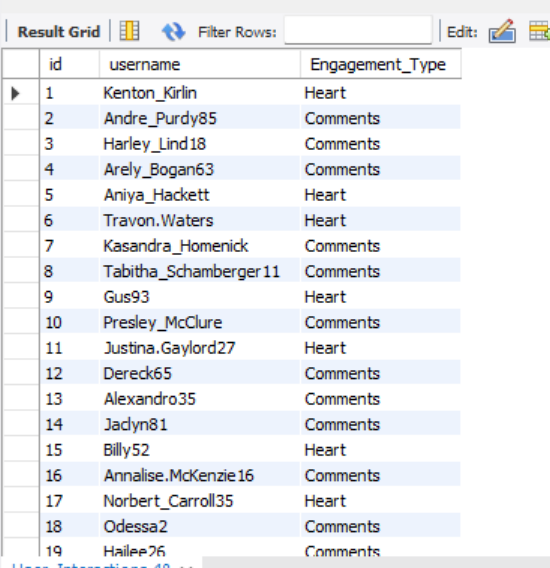 Result Grid Filter Rows: Edit:
id username Engagement_Type
1 Kenton_Kirlin Heart
2 Andre_Purdy85 Comments
3 Harley_Lind18 Comments
4 Arely_Bogan63 Comments
5 Aniya_Hackett Heart
6 Travon.Waters Heart
7 Kasandra_Homenick Comments
8 Tabitha_Schamberger11 Comments
9 Gus93 Heart
10 Presley_McClure Comments
11 Justina.Gaylord27 Heart
12 Dereck65 Comments
13 Alexandro35 Comments
14 Jaclyn81 Comments
15 Billy52 Heart
16 Annalise.McKenzie16 Comments
17 Norbert_Carroll35 Heart
18 Odessa2 Comments
19 Hailee26 Comments